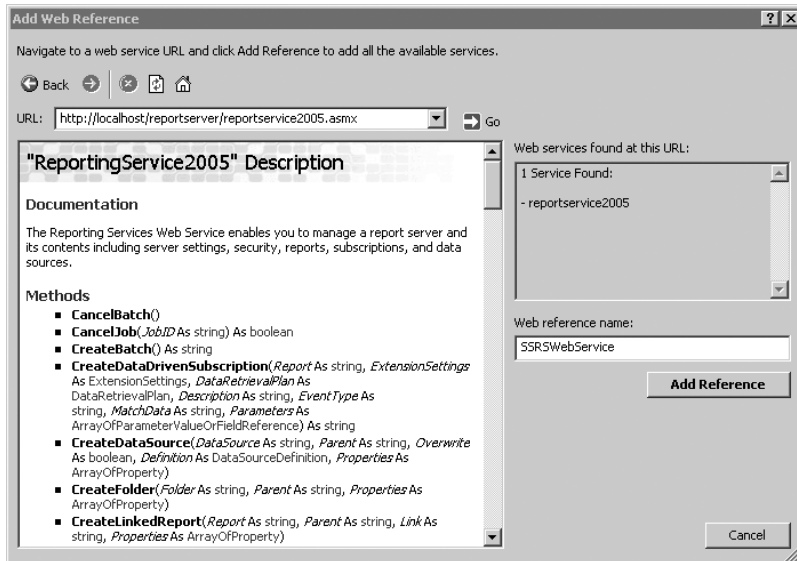 Add Web Reference
Navigate to a web service URL and click Add Reference to add all the available services.
Back
URL: http://localhost/reportserver/reportservice2005.asmx Go
"ReportingService2005" Description
Documentation
The Reporting Services Web Service enables you to manage a report server and
its contents including server settings, security, reports, subscriptions, and data
sources.
Methods
CancelBatch()
CancelJob(JobID As string) As boolean
CreateBatch() As string
CreateDataDrivenSubscription(Report As string, ExtensionSettings
As ExtensionSettings, DataRetrievalPlan As
DataRetrievalPlan, Description As string, EventType As
string, MatchData As string, Parameters As
ArrayOfParameterValueOrFieldReference) As string
CreateDataSource(DataSource As string, Parent As string, Overwrite
As boolean, Definition As DataSourceDefinition, Properties As
ArrayOfProperty)
CreateFolder(Folder As string, Parent As string, Properties As
ArrayOfProperty)
CreateLinkedReport(Report As string, Parent As string, Link As
string, Properties As ArrayOfProperty)
Web services found at this URL:
1 Service Found:
- reportservice2005
Web reference name:
SSRSWebService
Add Reference
Cancel